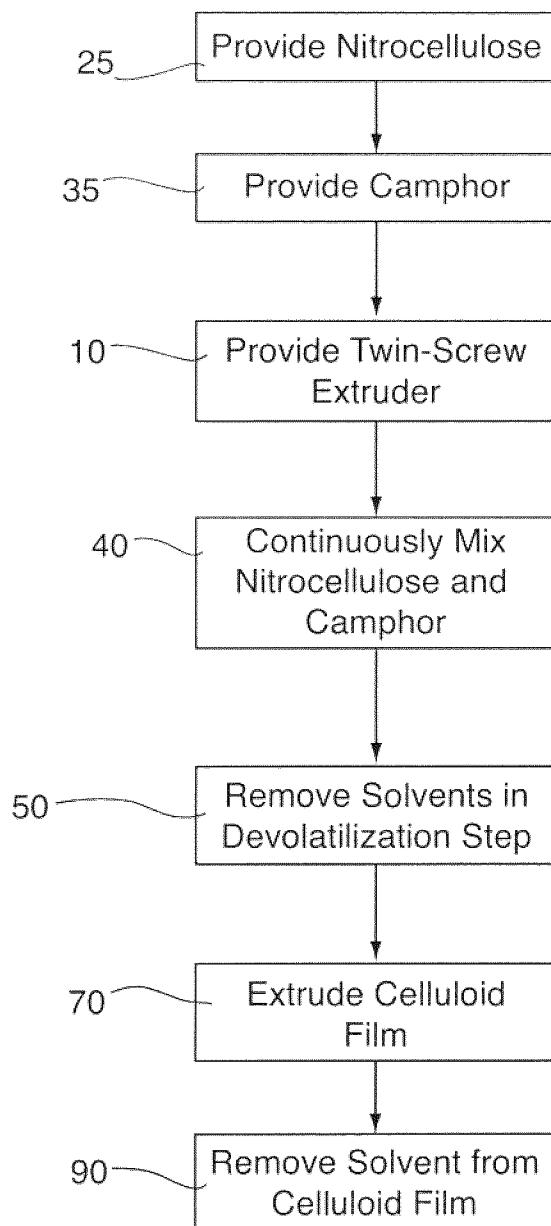 25
Provide Nitrocellulose
35
Provide Camphor
10
Provide Twin-Screw
Extruder
40
Continuously Mix
Nitrocellulose and
Camphor
50
Remove Solvents in
Devolatilization Step
70
Extrude Celluloid
Film
90
Remove Solvent from
Celluloid Film